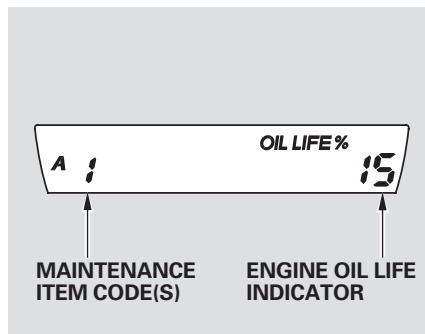 OIL LIFE %
A 1 15
MAINTENANCE ITEM CODE(S)
ENGINE OIL LIFE INDICATOR